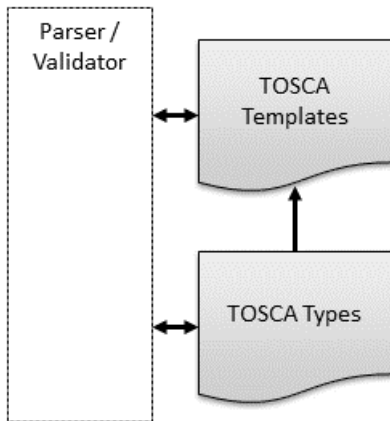 Parser /
Validator
TOSCA
Templates
TOSCA Types